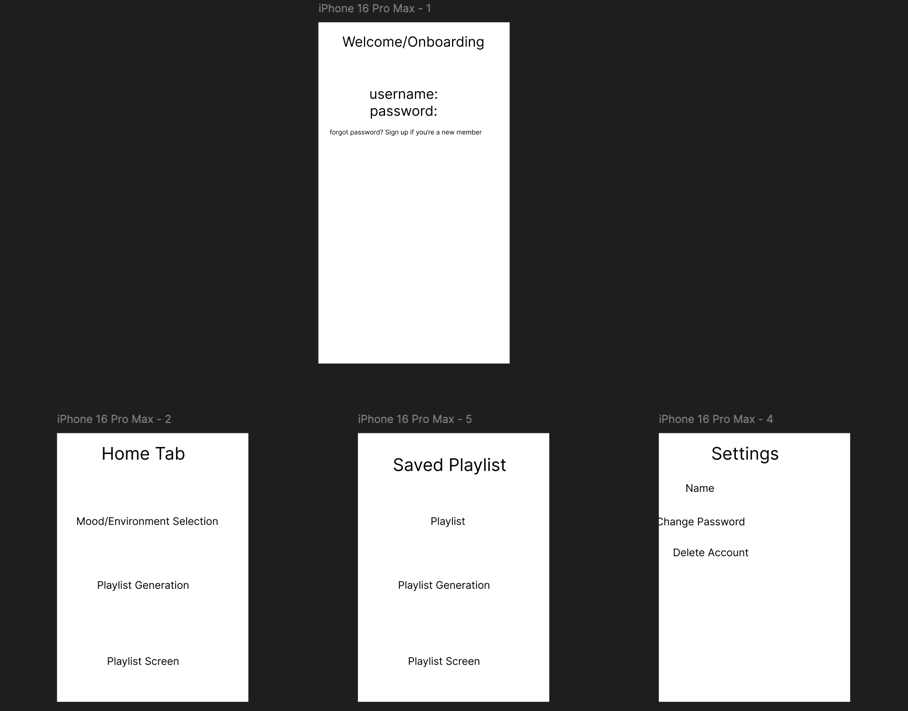 iPhone 16 Pro Max - 1
Welcome/Onboarding
username:
password:
forgot password? Sign up if you're a new member
iPhone 16 Pro Max - 2
Home Tab
Mood/Environment Selection
Playlist Generation
Playlist Screen
iPhone 16 Pro Max - 5
Saved Playlist
Playlist
Playlist Generation
Playlist Screen
iPhone 16 Pro Max - 4
Settings
Name
Change Password
Delete Account